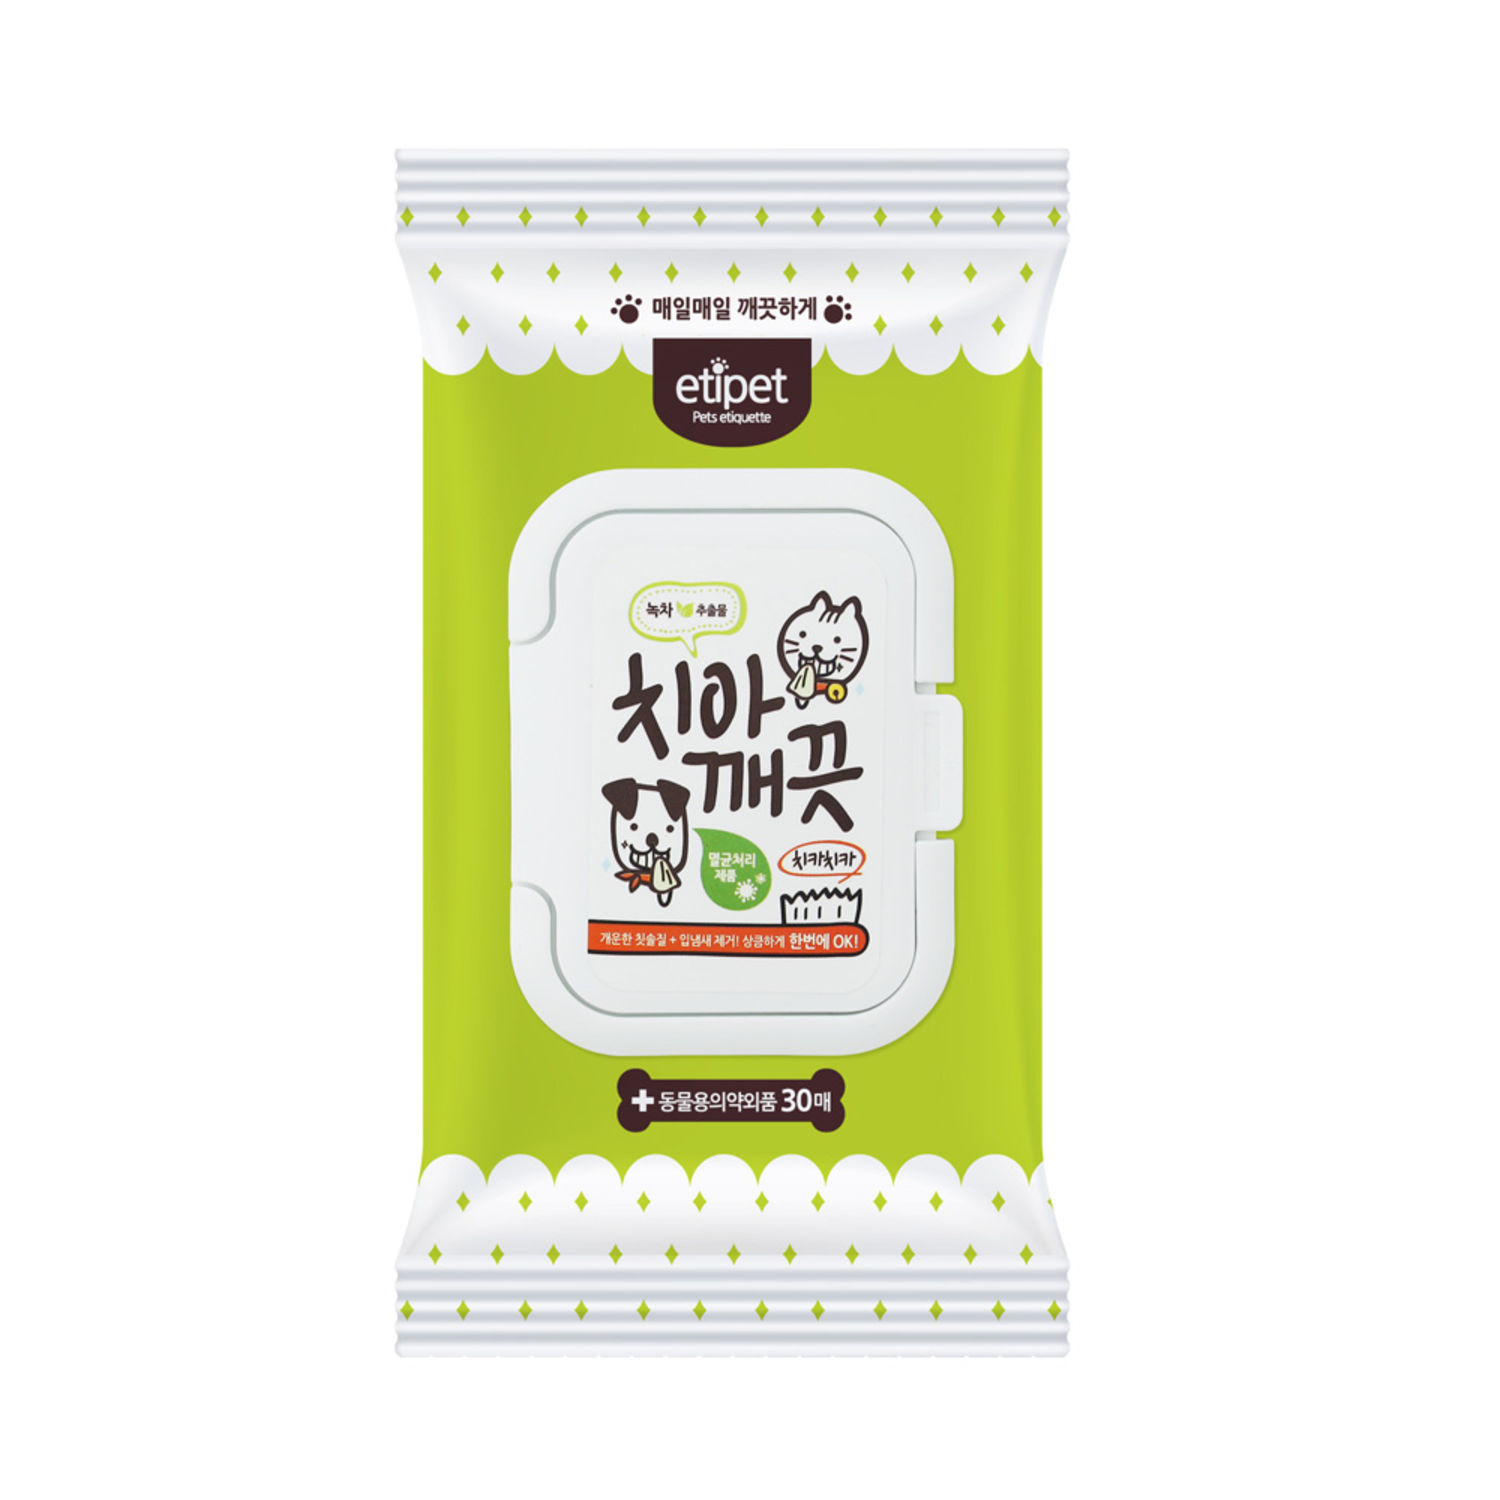 매일매일 깨끗하게
etipet
Pets etiquette
녹차 추출물
치아
깨끗
멸균처리
제품
치카치카
개운한 칫솔질 + 입냄새 제거! 상큼하게 한번에 OK!
+ 동물용의약외품 30매